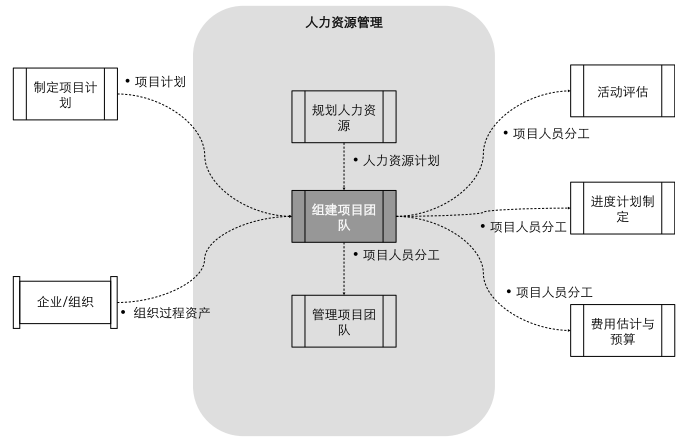 人力资源管理
制定项目计
划
• 项目计划
规划人力资
源
• 人力资源计划
组建项目团
队
• 项目人员分工
管理项目团
队
企业/组织
• 组织过程资产
活动评估
• 项目人员分工
进度计划制
定
• 项目人员分工
• 项目人员分工
费用估计与
预算